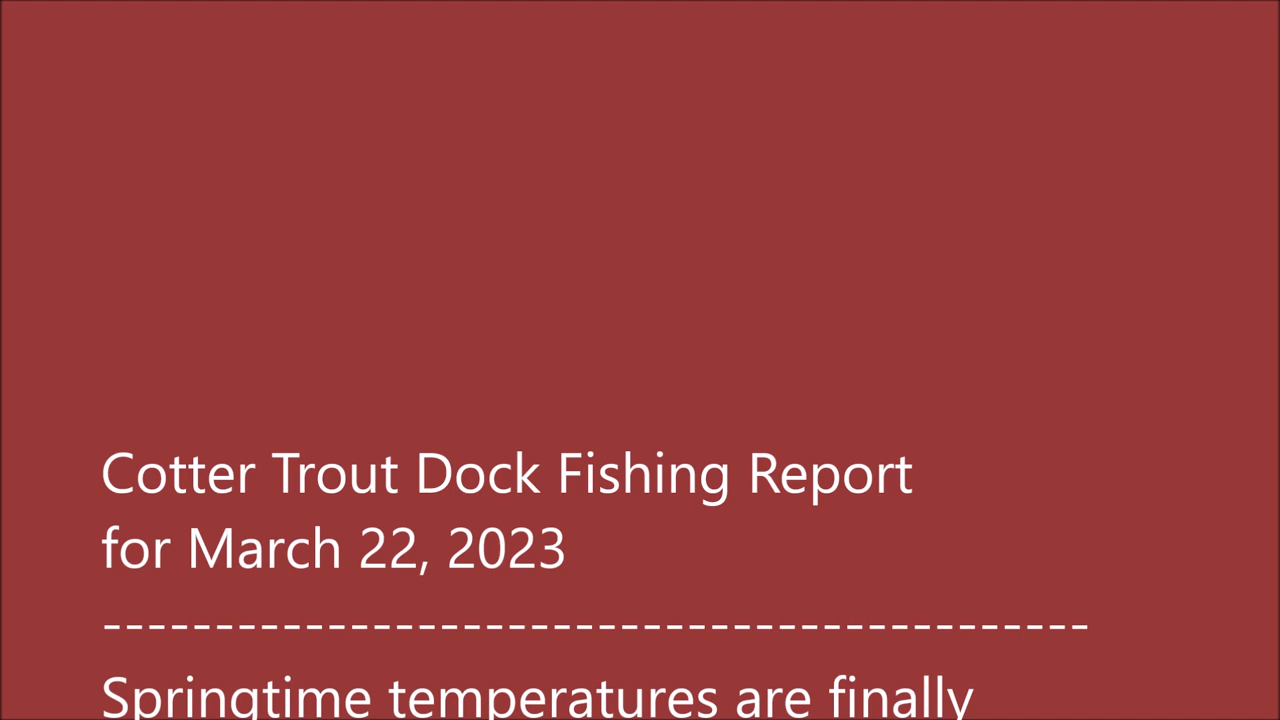 Cotter Trout Dock Fishing Report
for March 22, 2023
--------------------------------------------
Springtime temperatures are finally